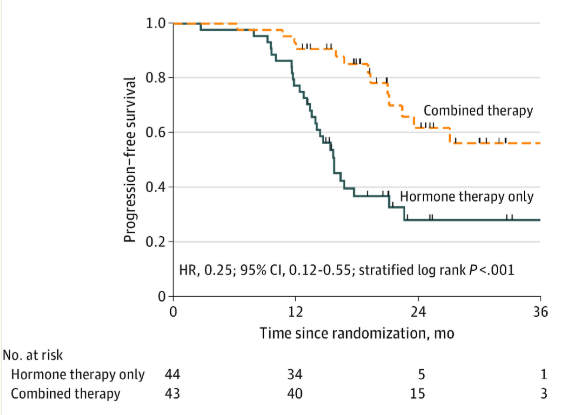 1.0
0.8
0.6
0.4
0.2
0
Progression-free survival
Combined therapy
Hormone therapy only
HR, 0.25; 95% CI, 0.12-0.55; stratified log rank P<.001
0 12 24 36
Time since randomization, mo
No. at risk
Hormone therapy only 44 34 5 1
Combined therapy 43 40 15 3